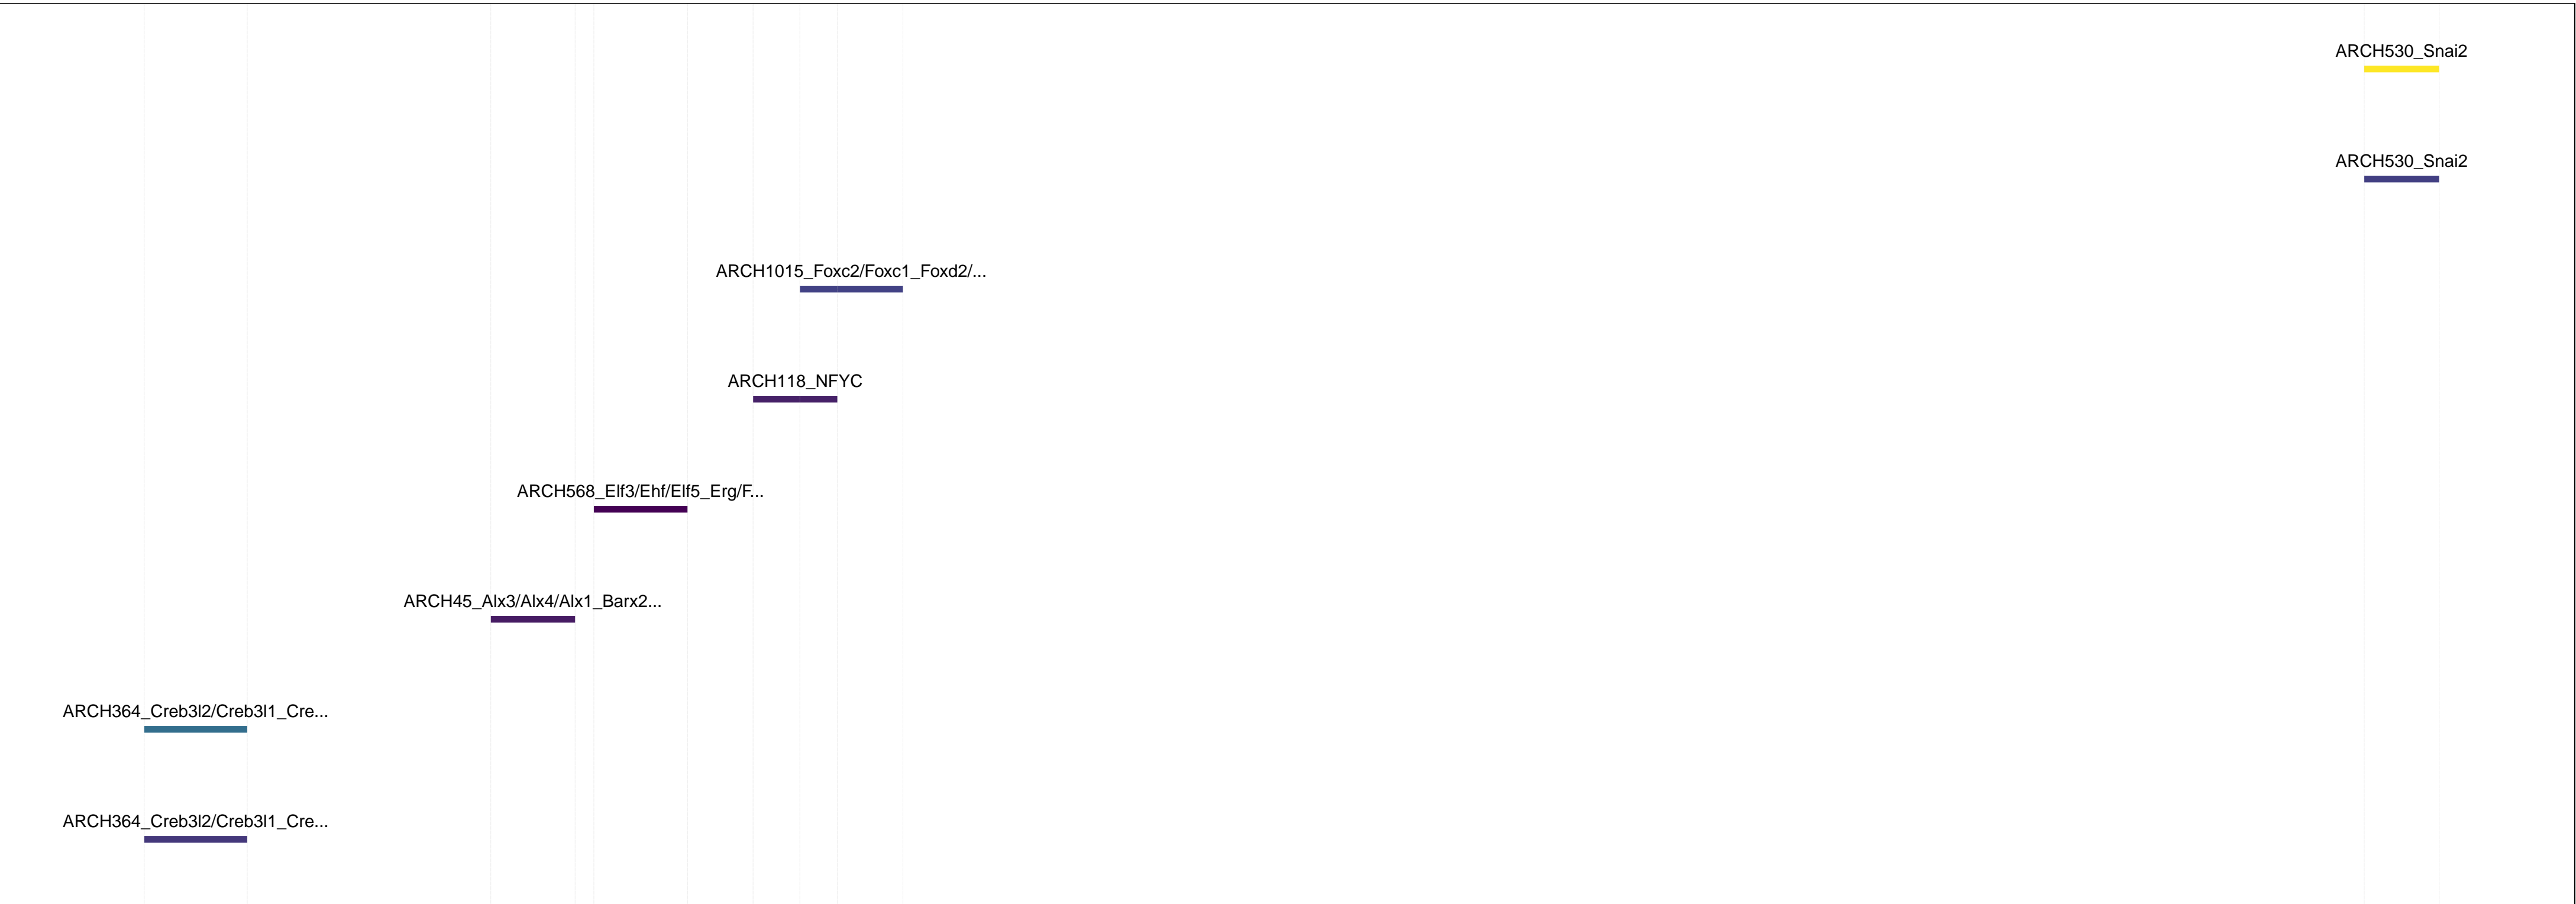 ARCH530_Snai2
ARCH530_Snai2
ARCH1015_Foxc2/Foxc1_Foxd2/...
ARCH118_NFYC
ARCH568_Elf3/Ehf/Elf5_Erg/F...
ARCH45_Alx3/Alx4/Alx1_Barx2...
ARCH364_Creb3l2/Creb3l1_Cre...
ARCH364_Creb3l2/Creb3l1_Cre...